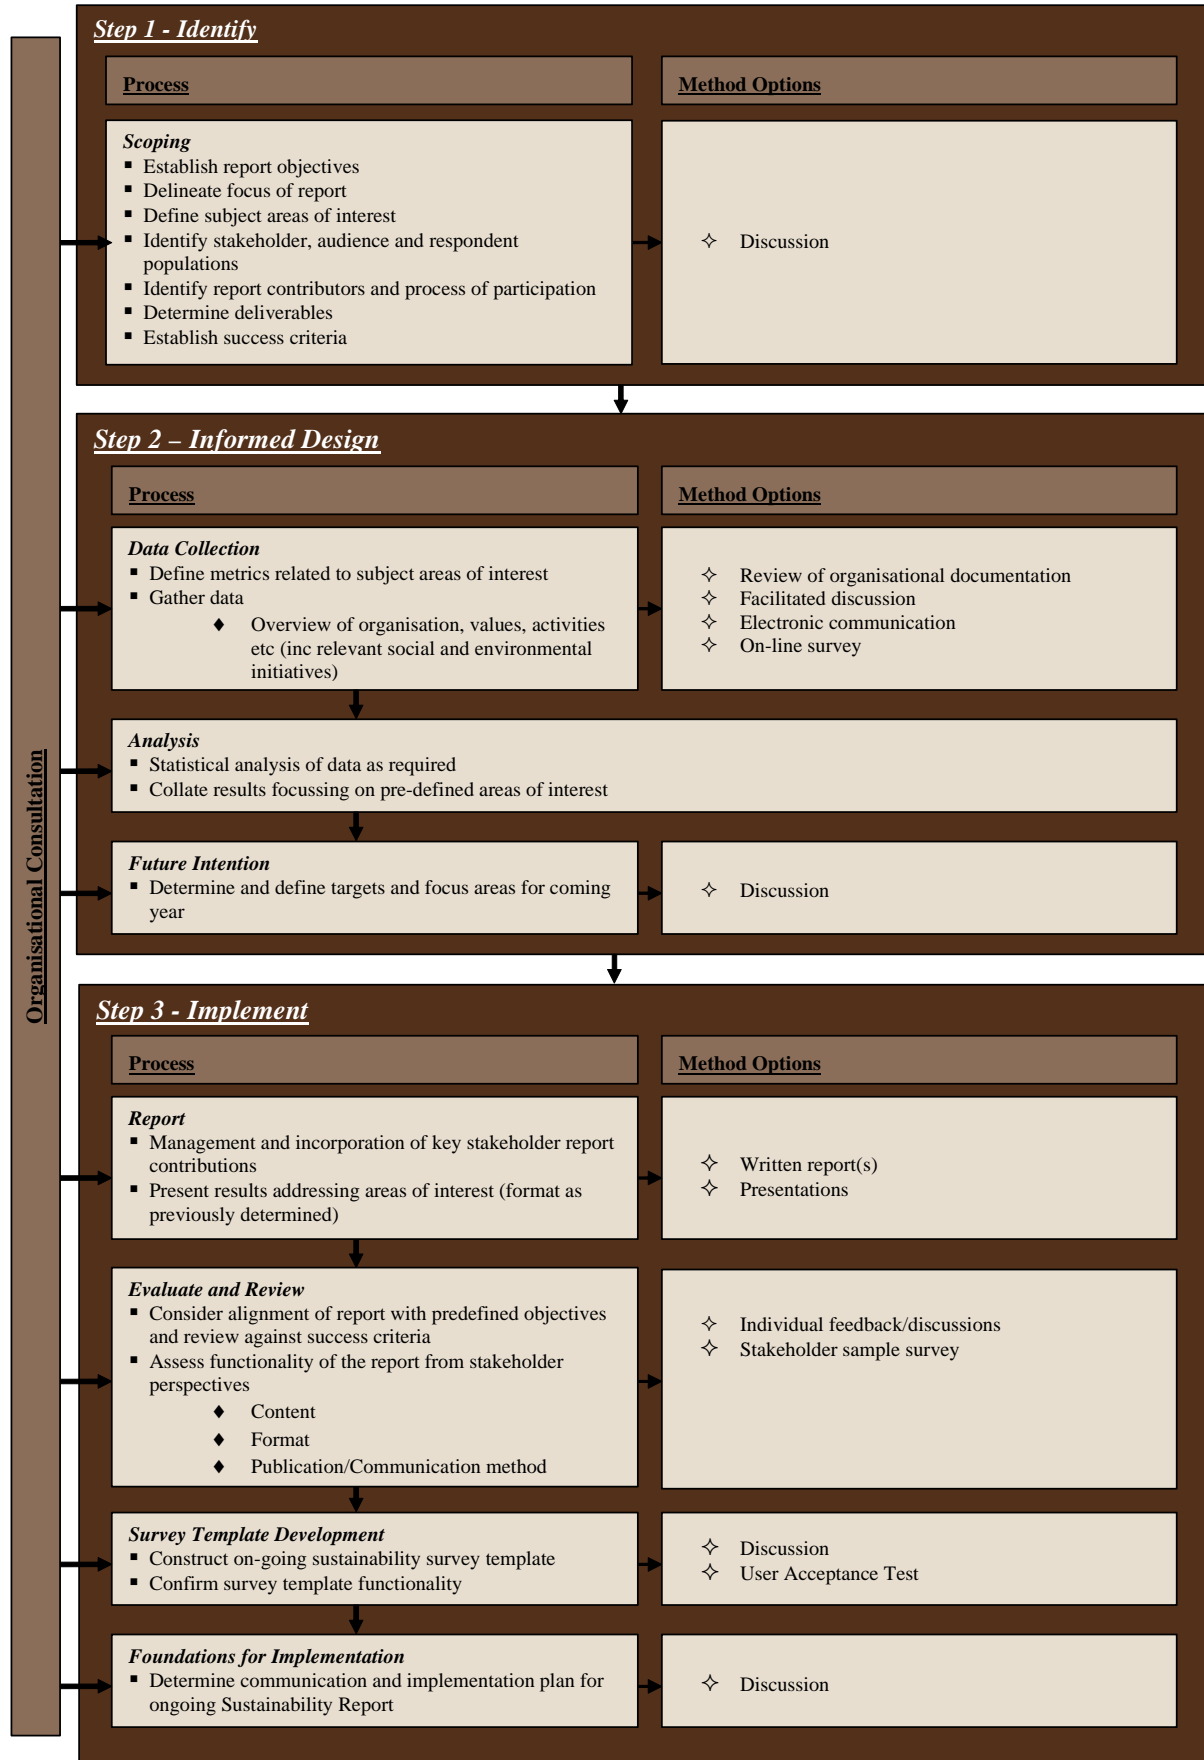 Organisational Consultation
Step 1 - Identify
Process
Method Options
Scoping
▪ Establish report objectives
▪ Delineate focus of report
▪ Define subject areas of interest
▪ Identify stakeholder, audience and respondent
populations
▪ Identify report contributors and process of participation
▪ Determine deliverables
▪ Establish success criteria
✧ Discussion
Step 2 – Informed Design
Process
Method Options
Data Collection
▪ Define metrics related to subject areas of interest
▪ Gather data
♦ Overview of organisation, values, activities
etc (inc relevant social and environmental
initiatives)
✧ Review of organisational documentation
✧ Facilitated discussion
✧ Electronic communication
✧ On-line survey
Analysis
▪ Statistical analysis of data as required
▪ Collate results focussing on pre-defined areas of interest
Future Intention
▪ Determine and define targets and focus areas for coming
year
✧ Discussion
Step 3 - Implement
Process
Method Options
Report
▪ Management and incorporation of key stakeholder report
contributions
▪ Present results addressing areas of interest (format as
previously determined)
✧ Written report(s)
✧ Presentations
Evaluate and Review
▪ Consider alignment of report with predefined objectives
and review against success criteria
▪ Assess functionality of the report from stakeholder
perspectives
♦ Content
♦ Format
♦ Publication/Communication method
✧ Individual feedback/discussions
✧ Stakeholder sample survey
Survey Template Development
▪ Construct on-going sustainability survey template
▪ Confirm survey template functionality
✧ Discussion
✧ User Acceptance Test
Foundations for Implementation
▪ Determine communication and implementation plan for
ongoing Sustainability Report
✧ Discussion